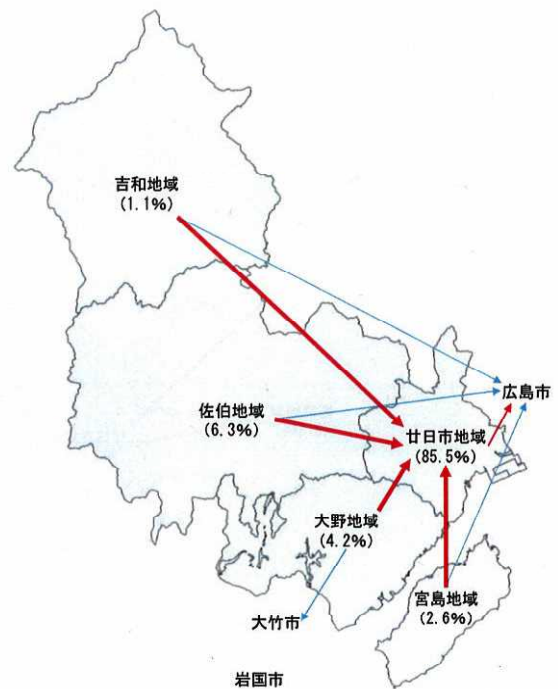 吉和地域
(1.1%)
広島市
佐伯地域
(6.3%)
廿日市地域
(85.5%)
大野地域
(4.2%)
宮島地域
(2.6%)
大竹市
岩国市